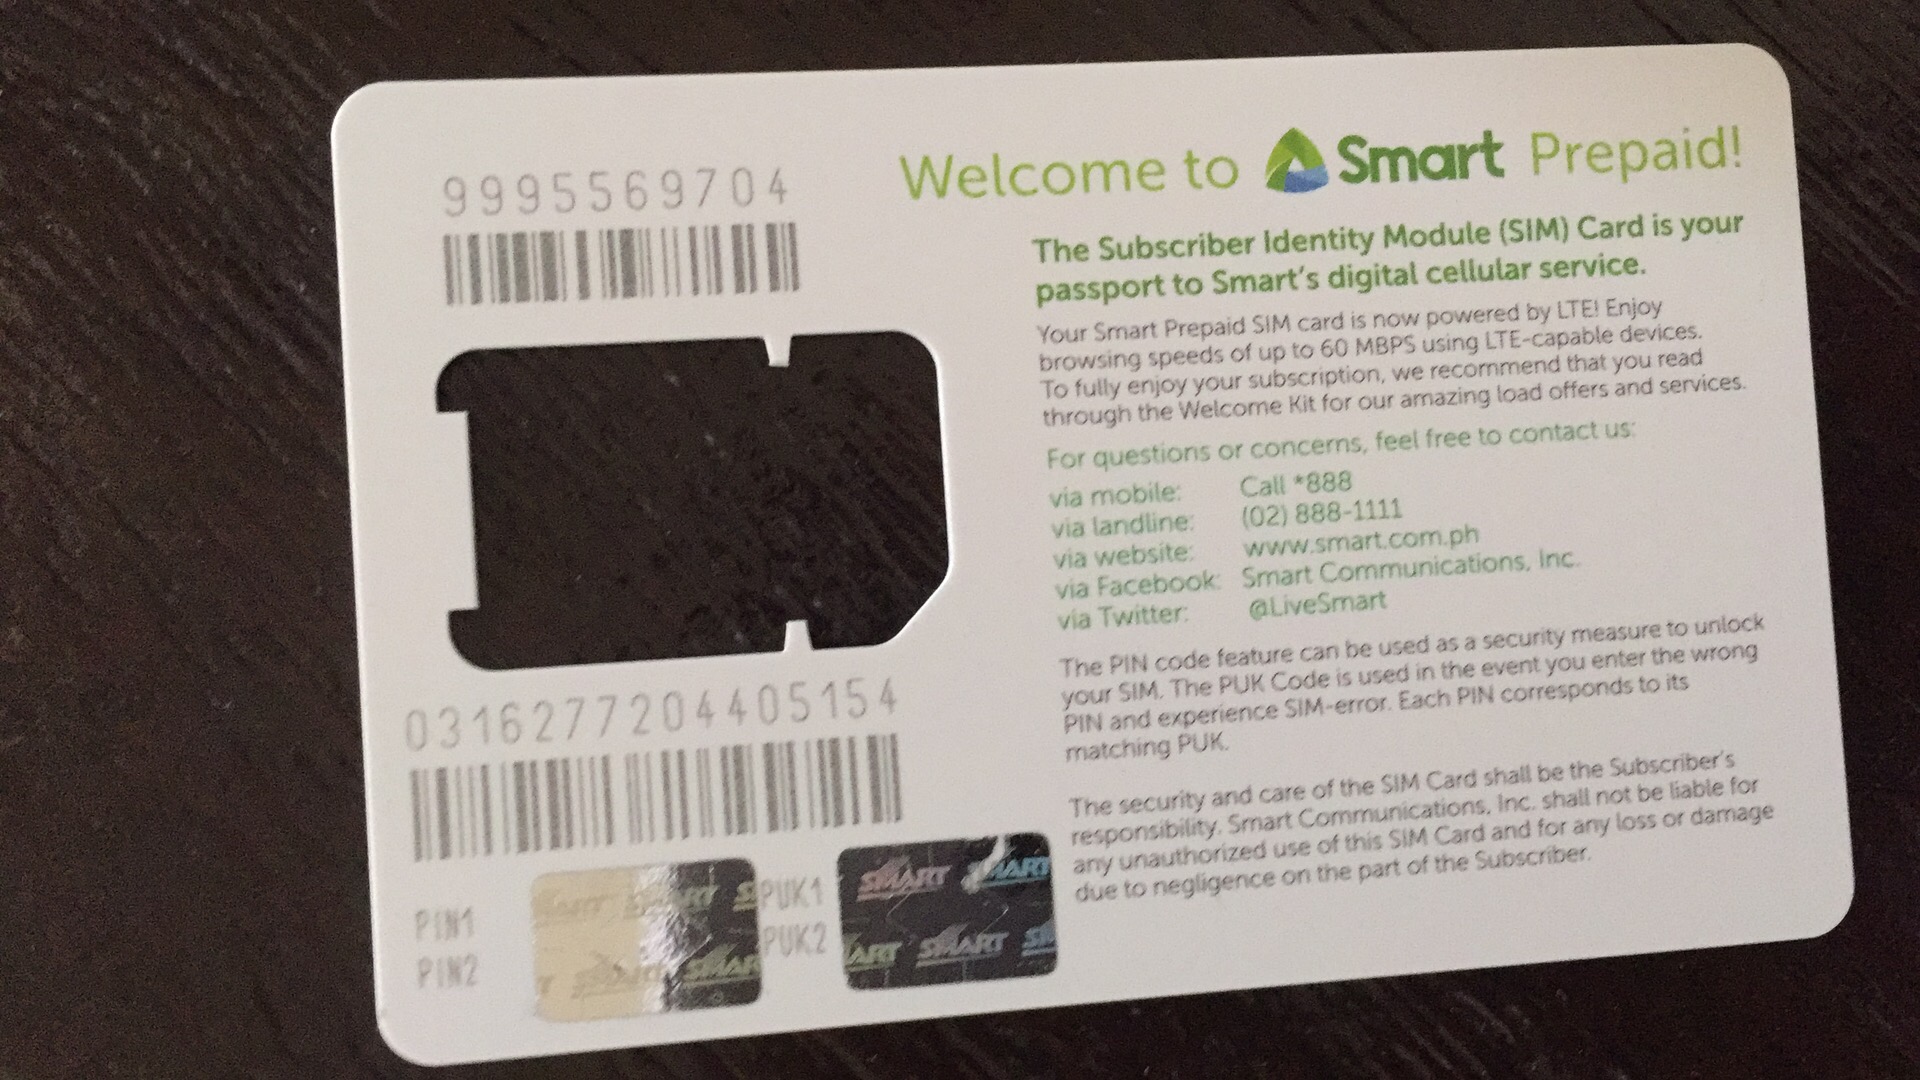 9995569704
Welcome to Smart Prepaid!
The Subscriber Identity Module (SIM) Card is your
passport to Smart's digital cellular service.
Your Smart Prepaid SIM card is now powered by LTE! Enjoy
browsing speeds of up to 60 MBPS using LTE-capable devices.
To fully enjoy your subscription, we recommend that you read
through the Welcome Kit for our amazing load offers and services.
For questions or concerns, feel free to contact us:
via mobile: Call *888
via landline: (02) 888-1111
via website: www.smart.com.ph
via Facebook: Smart Communications, Inc.
via Twitter: @LiveSmart
The PIN code feature can be used as a security measure to unlock
your SIM. The PUK Code is used in the event you enter the wrong
PIN and experience SIM-error. Each PIN corresponds to its
matching PUK.
The security and care of the SIM Card shall be the Subscriber's
responsibility. Smart Communications, Inc. shall not be liable for
any unauthorized use of this SIM Card and for any loss or damage
due to negligence on the part of the Subscriber.
0316277204405154
PIN1
PIN2
PUK1
PUK2
SMART
SMART